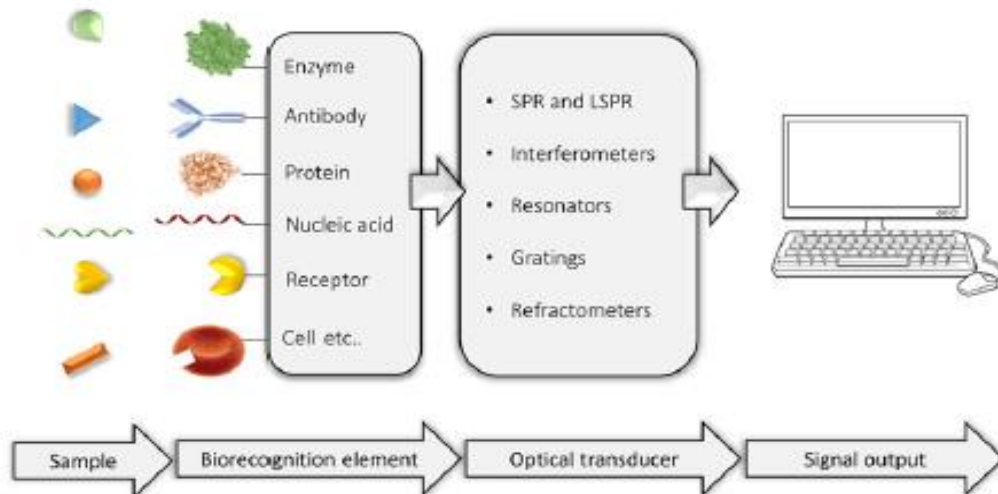 Enzyme
Antibody
Protein
Nucleic acid
Receptor
Cell etc..
• SPR and LSPR
• Interferometers
• Resonators
• Gratings
• Refractometers
Sample
Biorecognition element
Optical transducer
Signal output